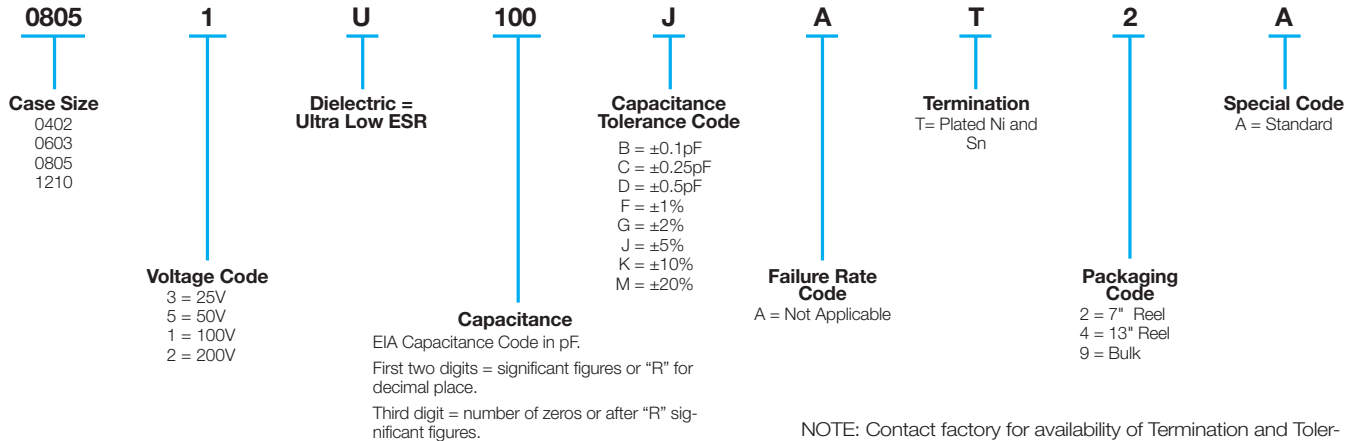 0805 1 U 100 J A T 2 A
Case Size
0402
0603
0805
1210
Voltage Code
3 = 25V
5 = 50V
1 = 100V
2 = 200V
Dielectric =
Ultra Low ESR
Capacitance
EIA Capacitance Code in pF.
First two digits = significant figures or “R” for
decimal place.
Third digit = number of zeros or after “R” sig-
nificant figures.
Capacitance
Tolerance Code
B = ±0.1pF
C = ±0.25pF
D = ±0.5pF
F = ±1%
G = ±2%
J = ±5%
K = ±10%
M = ±20%
Failure Rate
Code
A = Not Applicable
Termination
T= Plated Ni and
Sn
Packaging
Code
2 = 7" Reel
4 = 13" Reel
9 = Bulk
Special Code
A = Standard
NOTE: Contact factory for availability of Termination and Toler-